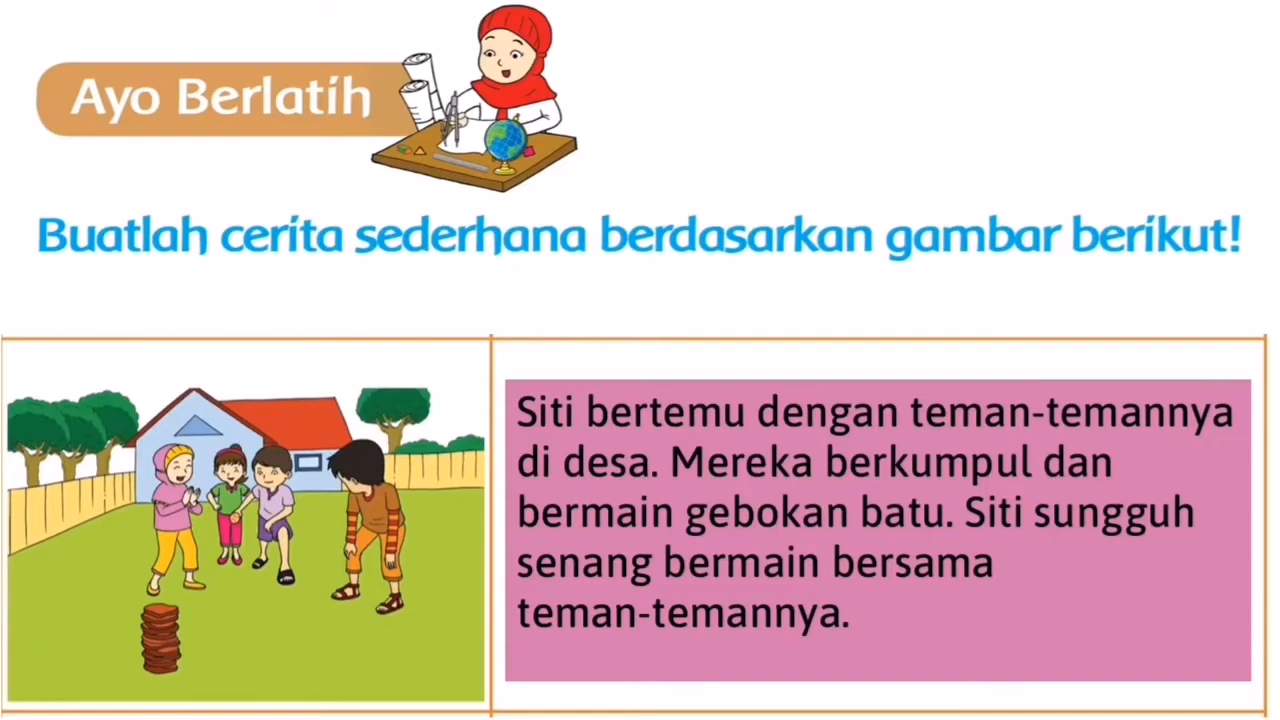 Ayo Berlatih
Buatlah cerita sederhana berdasarkan gambar berikut!
Siti bertemu dengan teman-temannya
di desa. Mereka berkumpul dan
bermain gebokan batu. Siti sungguh
senang bermain bersama
teman-temannya.